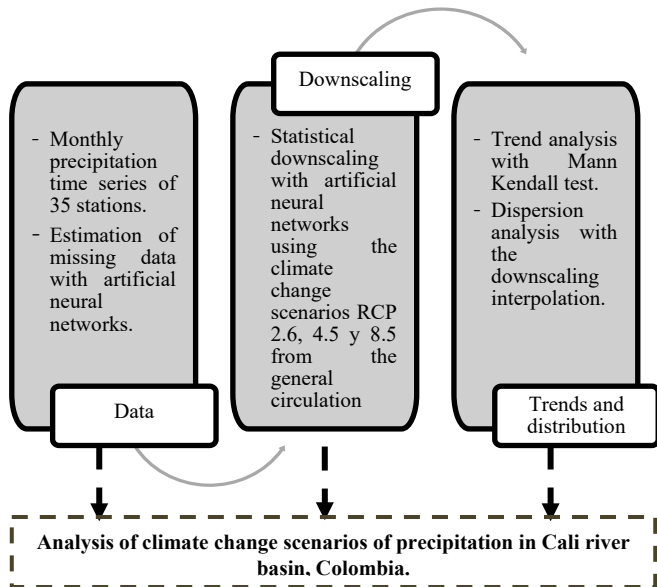 - Monthly
precipitation
time series of
35 stations.
- Estimation of
missing data
with artificial
neural
networks.
Data
Downscaling
- Statistical
downscaling
with artificial
neural
networks
using the
climate
change
scenarios RCP
2.6, 4.5 y 8.5
from the
general
circulation
- Trend analysis
with Mann
Kendall test.
- Dispersion
analysis with
the
downscaling
interpolation.
Trends and
distribution
Analysis of climate change scenarios of precipitation in Cali river
basin, Colombia.